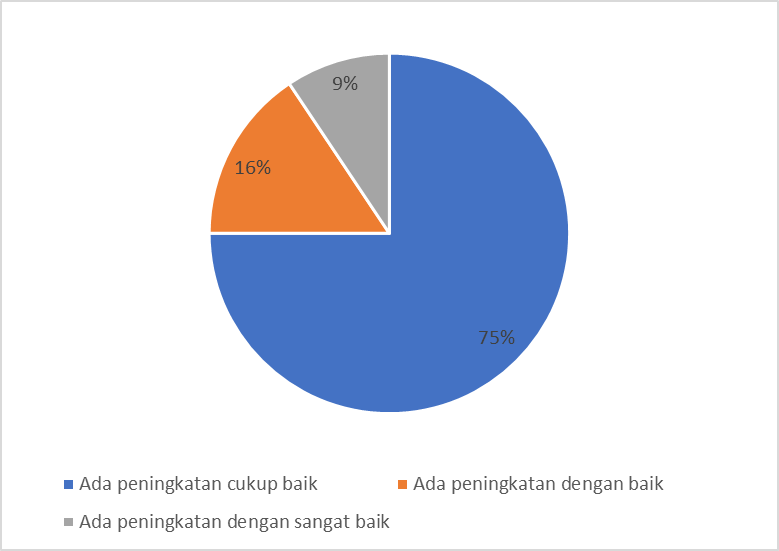 9%
16%
75%
Ada peningkatan cukup baik
Ada peningkatan dengan baik
Ada peningkatan dengan sangat baik